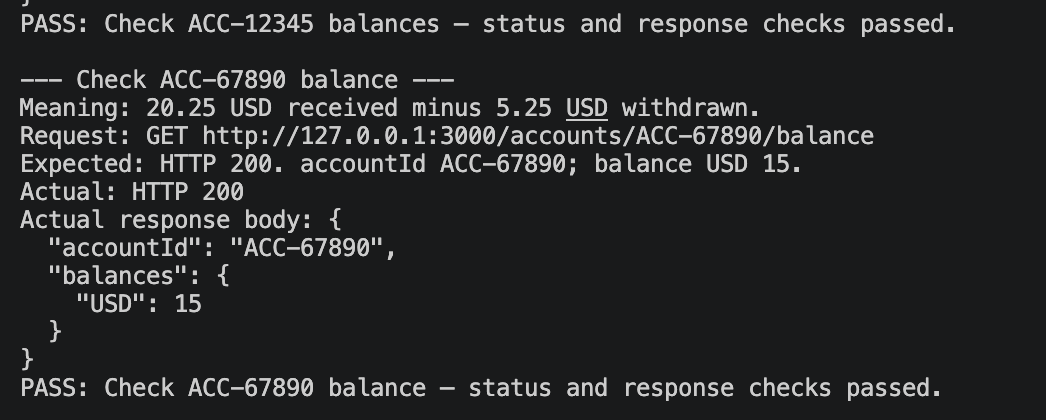 }
PASS: Check ACC-12345 balances — status and response checks passed.

--- Check ACC-67890 balance ---
Meaning: 20.25 USD received minus 5.25 USD withdrawn.
Request: GET http://127.0.0.1:3000/accounts/ACC-67890/balance
Expected: HTTP 200. accountId ACC-67890; balance USD 15.
Actual: HTTP 200
Actual response body: {
  "accountId": "ACC-67890",
  "balances": {
    "USD": 15
  }
}
PASS: Check ACC-67890 balance — status and response checks passed.